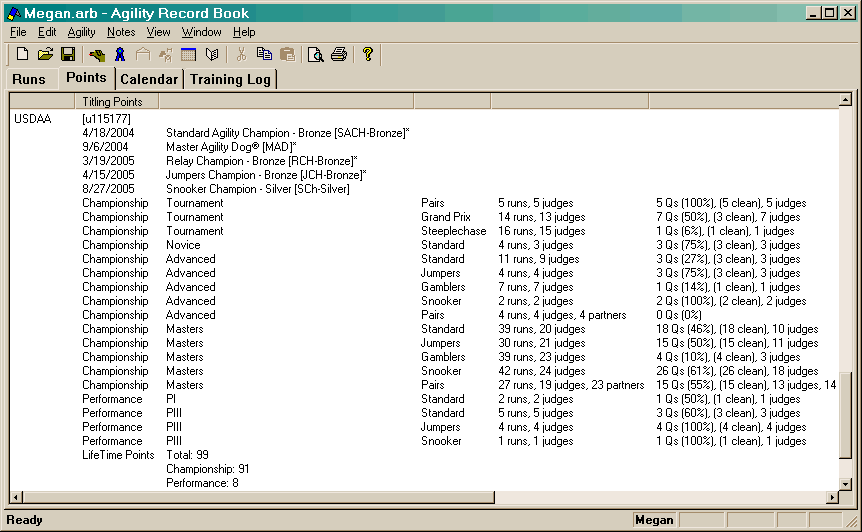 Megan.arb - Agility Record Book
File Edit Agility Notes View Window Help
Runs Points Calendar Training Log
Titling Points
USDAA [u115177]
4/18/2004 Standard Agility Champion - Bronze [SACH-Bronze]*
9/6/2004 Master Agility Dog® [MAD]*
3/19/2005 Relay Champion - Bronze [RCH-Bronze]*
4/15/2005 Jumpers Champion - Bronze [JCH-Bronze]*
8/27/2005 Snooker Champion - Silver [SCh-Silver]
Championship Tournament Pairs 5 runs, 5 judges 5 Qs (100%), (5 clean), 5 judges
Championship Tournament Grand Prix 14 runs, 13 judges 7 Qs (50%), (3 clean), 7 judges
Championship Tournament Steeplechase 16 runs, 15 judges 1 Qs (6%), (1 clean), 1 judges
Championship Novice Standard 4 runs, 3 judges 3 Qs (75%), (3 clean), 3 judges
Championship Advanced Standard 11 runs, 9 judges 3 Qs (27%), (3 clean), 3 judges
Championship Advanced Jumpers 4 runs, 4 judges 3 Qs (75%), (3 clean), 3 judges
Championship Advanced Gamblers 7 runs, 7 judges 1 Qs (14%), (1 clean), 1 judges
Championship Advanced Snooker 2 runs, 2 judges 2 Qs (100%), (2 clean), 2 judges
Championship Advanced Pairs 4 runs, 4 judges, 4 partners 0 Qs (0%)
Championship Masters Standard 39 runs, 20 judges 18 Qs (46%), (18 clean), 10 judges
Championship Masters Jumpers 30 runs, 21 judges 15 Qs (50%), (15 clean), 11 judges
Championship Masters Gamblers 39 runs, 23 judges 4 Qs (10%), (4 clean), 3 judges
Championship Masters Snooker 42 runs, 24 judges 26 Qs (61%), (26 clean), 18 judges
Championship Masters Pairs 27 runs, 19 judges, 23 partners 15 Qs (55%), (15 clean), 13 judges, 14
Performance PI Standard 2 runs, 2 judges 1 Qs (50%), (1 clean), 1 judges
Performance PIII Standard 5 runs, 5 judges 3 Qs (60%), (3 clean), 3 judges
Performance PIII Jumpers 4 runs, 4 judges 4 Qs (100%), (4 clean), 4 judges
Performance PIII Snooker 1 runs, 1 judges 1 Qs (100%), (1 clean), 1 judges
LifeTime Points Total: 99
Championship: 91
Performance: 8
Ready Megan